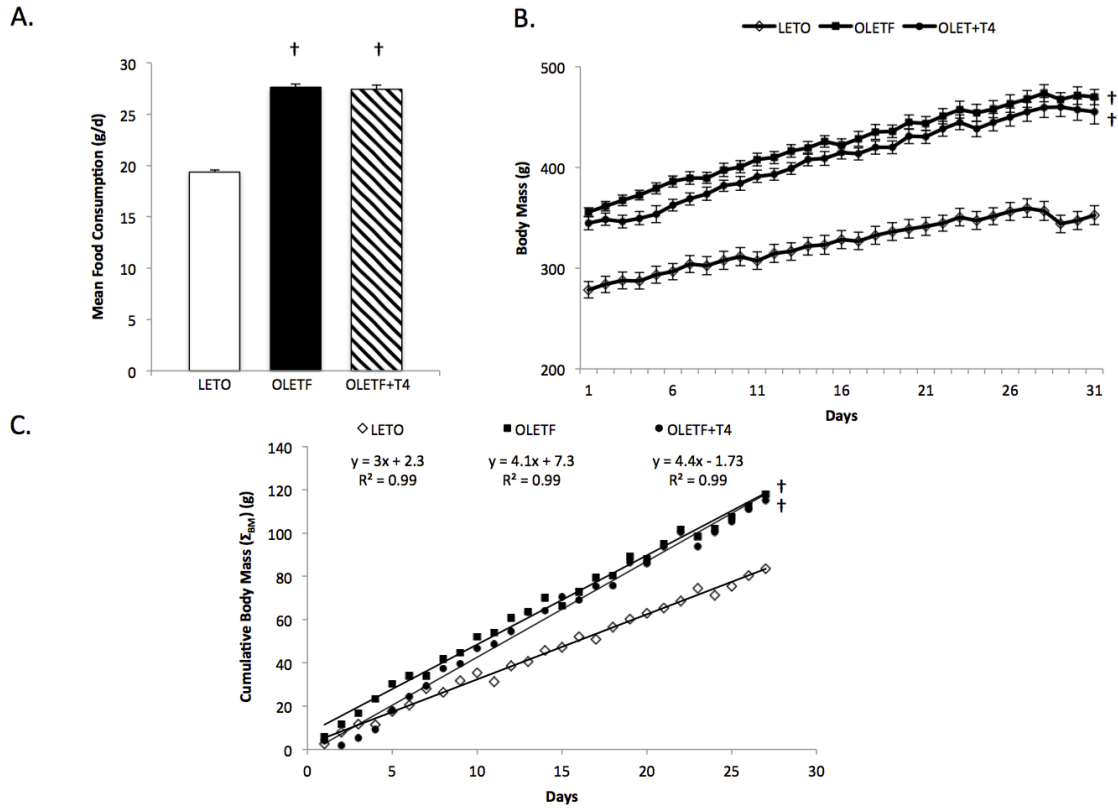 A.
† †
Mean Food Consumption (g/d)
30
25
20
15
10
5
0
LETO OLETF OLETF+T4
B.
LETO OLETF OLET+T4
Body Mass (g)
500
400
300
200
†
†
1 6 11 16 21 26 31
Days
C.
LETO OLETF OLETF+T4
y = 3x + 2.3 y = 4.1x + 7.3 y = 4.4x - 1.73
R² = 0.99 R² = 0.99 R² = 0.99
Cumulative Body Mass (Σ_BM) (g)
140
120
100
80
60
40
20
0
†
†
0 5 10 15 20 25 30
Days